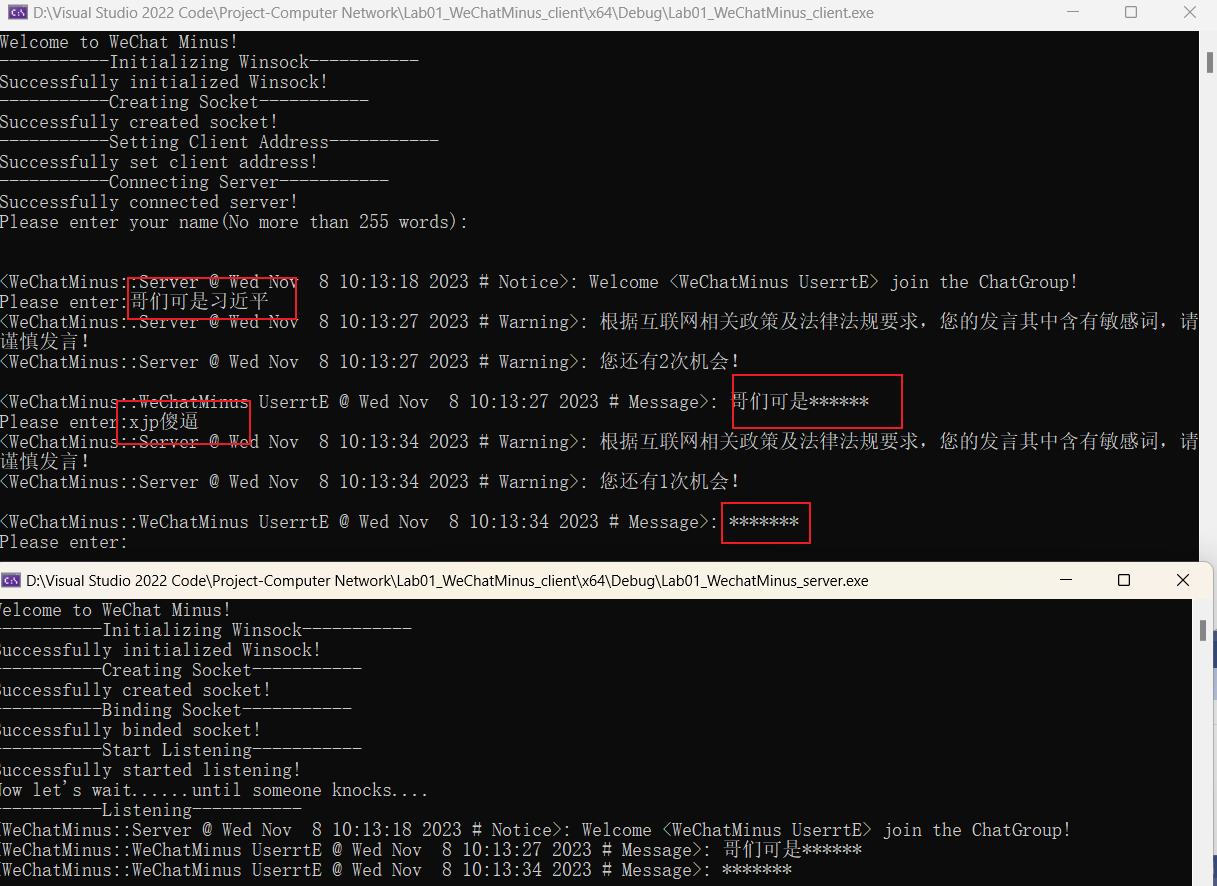 D:\Visual Studio 2022 Code\Project-Computer Network\Lab01_WeChatMinus_client\x64\Debug\Lab01_WeChatMinus_client.exe
Welcome to WeChat Minus!
-----------Initializing Winsock-----------
Successfully initialized Winsock!
-----------Creating Socket-----------
Successfully created socket!
-----------Setting Client Address-----------
Successfully set client address!
-----------Connecting Server-----------
Successfully connected server!
Please enter your name(No more than 255 words):
<WeChatMinus::Server @ Wed Nov  8 10:13:18 2023 # Notice>: Welcome <WeChatMinus UserrtE> join the ChatGroup!
Please enter:哥们可是习近平
<WeChatMinus::Server @ Wed Nov  8 10:13:27 2023 # Warning>: 根据互联网相关政策及法律法规要求，您的发言其中含有敏感词，请
谨慎发言！
<WeChatMinus::Server @ Wed Nov  8 10:13:27 2023 # Warning>: 您还有2次机会！
<WeChatMinus::WeChatMinus UserrtE @ Wed Nov  8 10:13:27 2023 # Message>: 哥们可是******
Please enter:xjp傻逼
<WeChatMinus::Server @ Wed Nov  8 10:13:34 2023 # Warning>: 根据互联网相关政策及法律法规要求，您的发言其中含有敏感词，请
谨慎发言！
<WeChatMinus::Server @ Wed Nov  8 10:13:34 2023 # Warning>: 您还有1次机会！
<WeChatMinus::WeChatMinus UserrtE @ Wed Nov  8 10:13:34 2023 # Message>: *******
Please enter:
D:\Visual Studio 2022 Code\Project-Computer Network\Lab01_WeChatMinus_client\x64\Debug\Lab01_WechatMinus_server.exe
Welcome to WeChat Minus!
-----------Initializing Winsock-----------
Successfully initialized Winsock!
-----------Creating Socket-----------
Successfully created socket!
-----------Binding Socket-----------
Successfully binded socket!
-----------Start Listening-----------
Successfully started listening!
Now let's wait......until someone knocks....
-----------Listening-----------
<WeChatMinus::Server @ Wed Nov  8 10:13:18 2023 # Notice>: Welcome <WeChatMinus UserrtE> join the ChatGroup!
<WeChatMinus::WeChatMinus UserrtE @ Wed Nov  8 10:13:27 2023 # Message>: 哥们可是******
<WeChatMinus::WeChatMinus UserrtE @ Wed Nov  8 10:13:34 2023 # Message>: *******